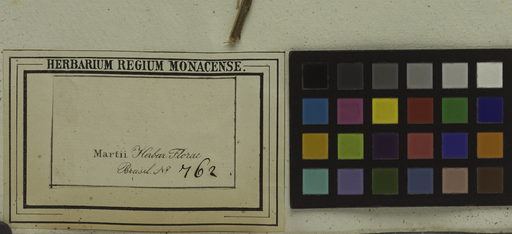 HERBARIUM REGIUM MONACENSE.
Martii Herbar. Florae
Brasil. No 762